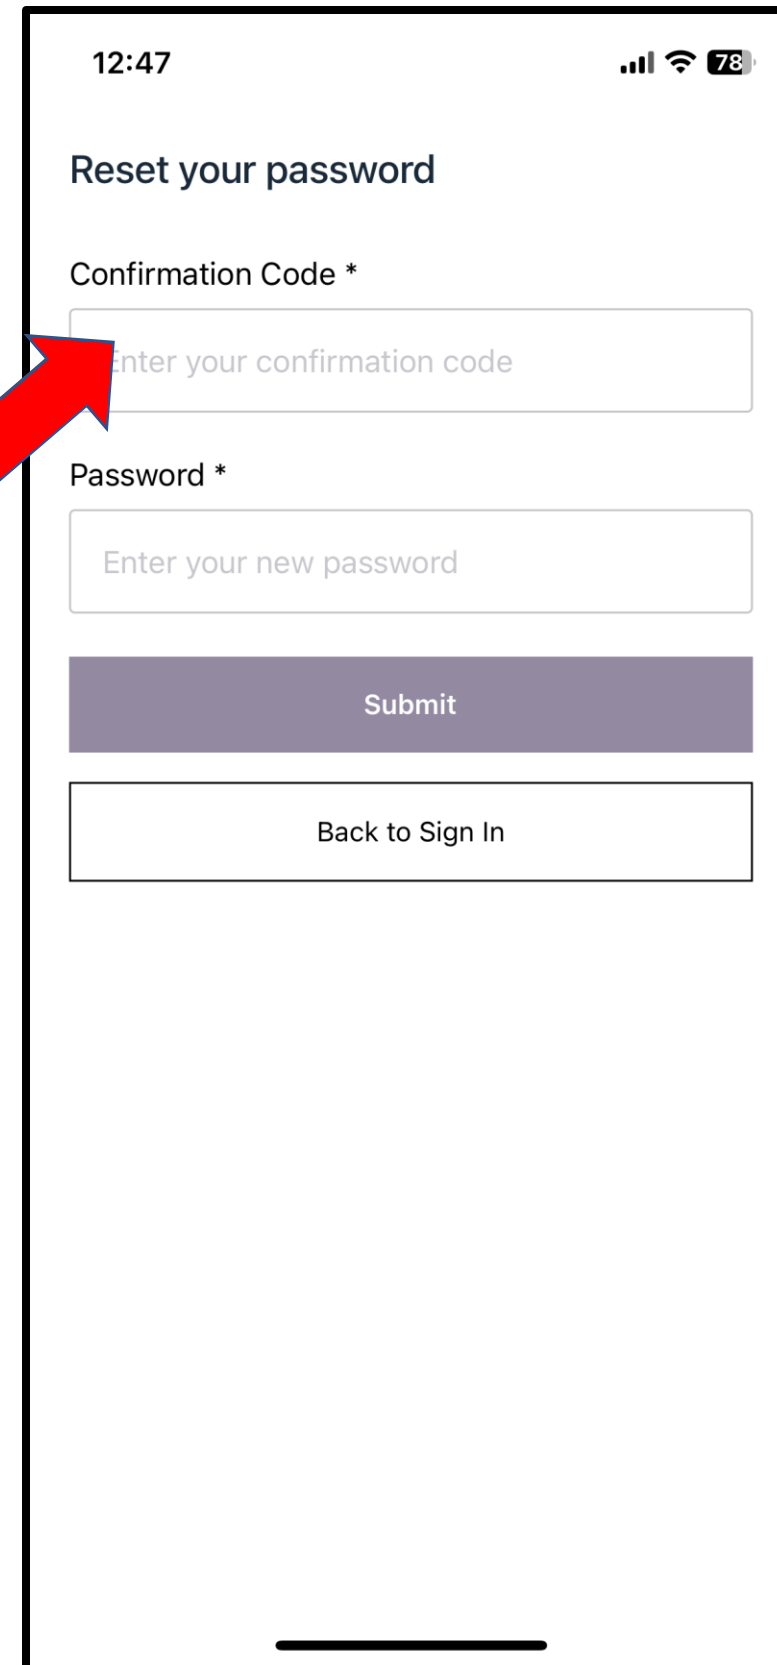 12:47
78
Reset your password
Confirmation Code *
Enter your confirmation code
Password *
Enter your new password
Submit
Back to Sign In